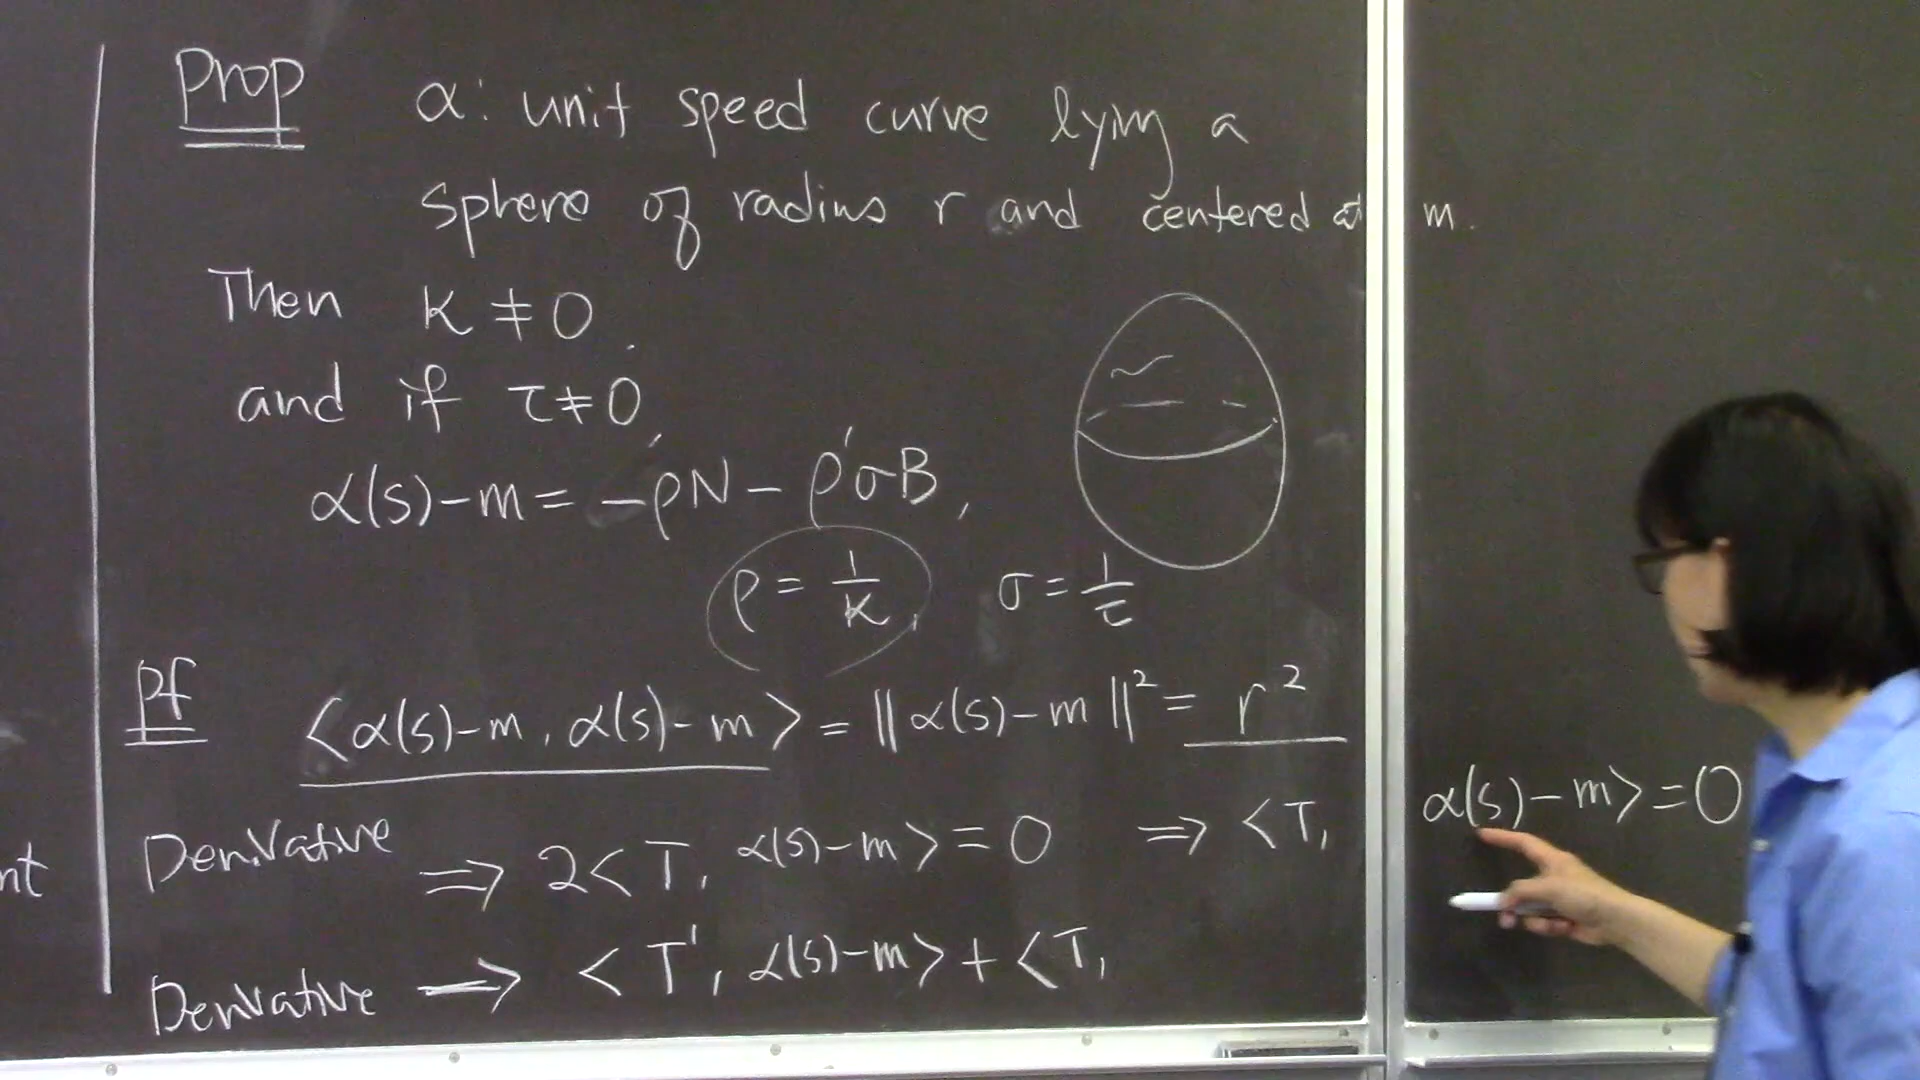 Prop α: unit speed curve lying a
sphere of radius r and centered at m.
Then κ ≠ 0,
and if τ ≠ 0,
α(s)-m = -ρN - ρ'σB,
ρ = 1/κ, σ = 1/τ
pf <α(s)-m, α(s)-m> = ||α(s)-m||² = r²
Derivative ⇒ 2<T, α(s)-m> = 0 ⇒ <T, α(s)-m> = 0
nt
Derivative → <T', α(s)-m> + <T,